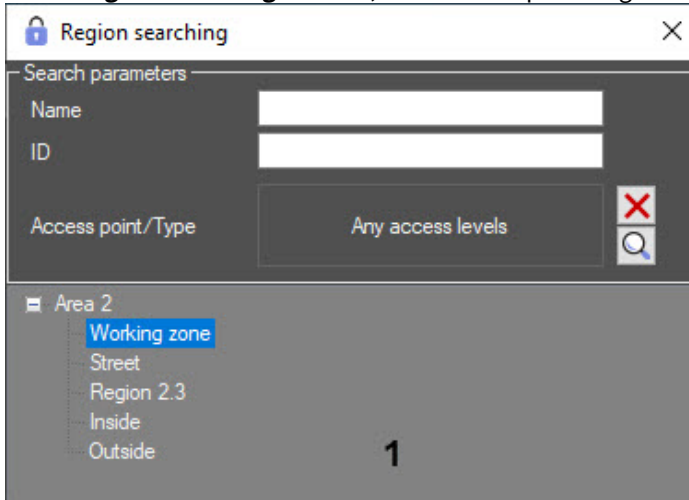 Region searching
Search parameters
Name
ID
Access point/Type
Any access levels
Area 2
Working zone
Street
Region 2.3
Inside
Outside
1